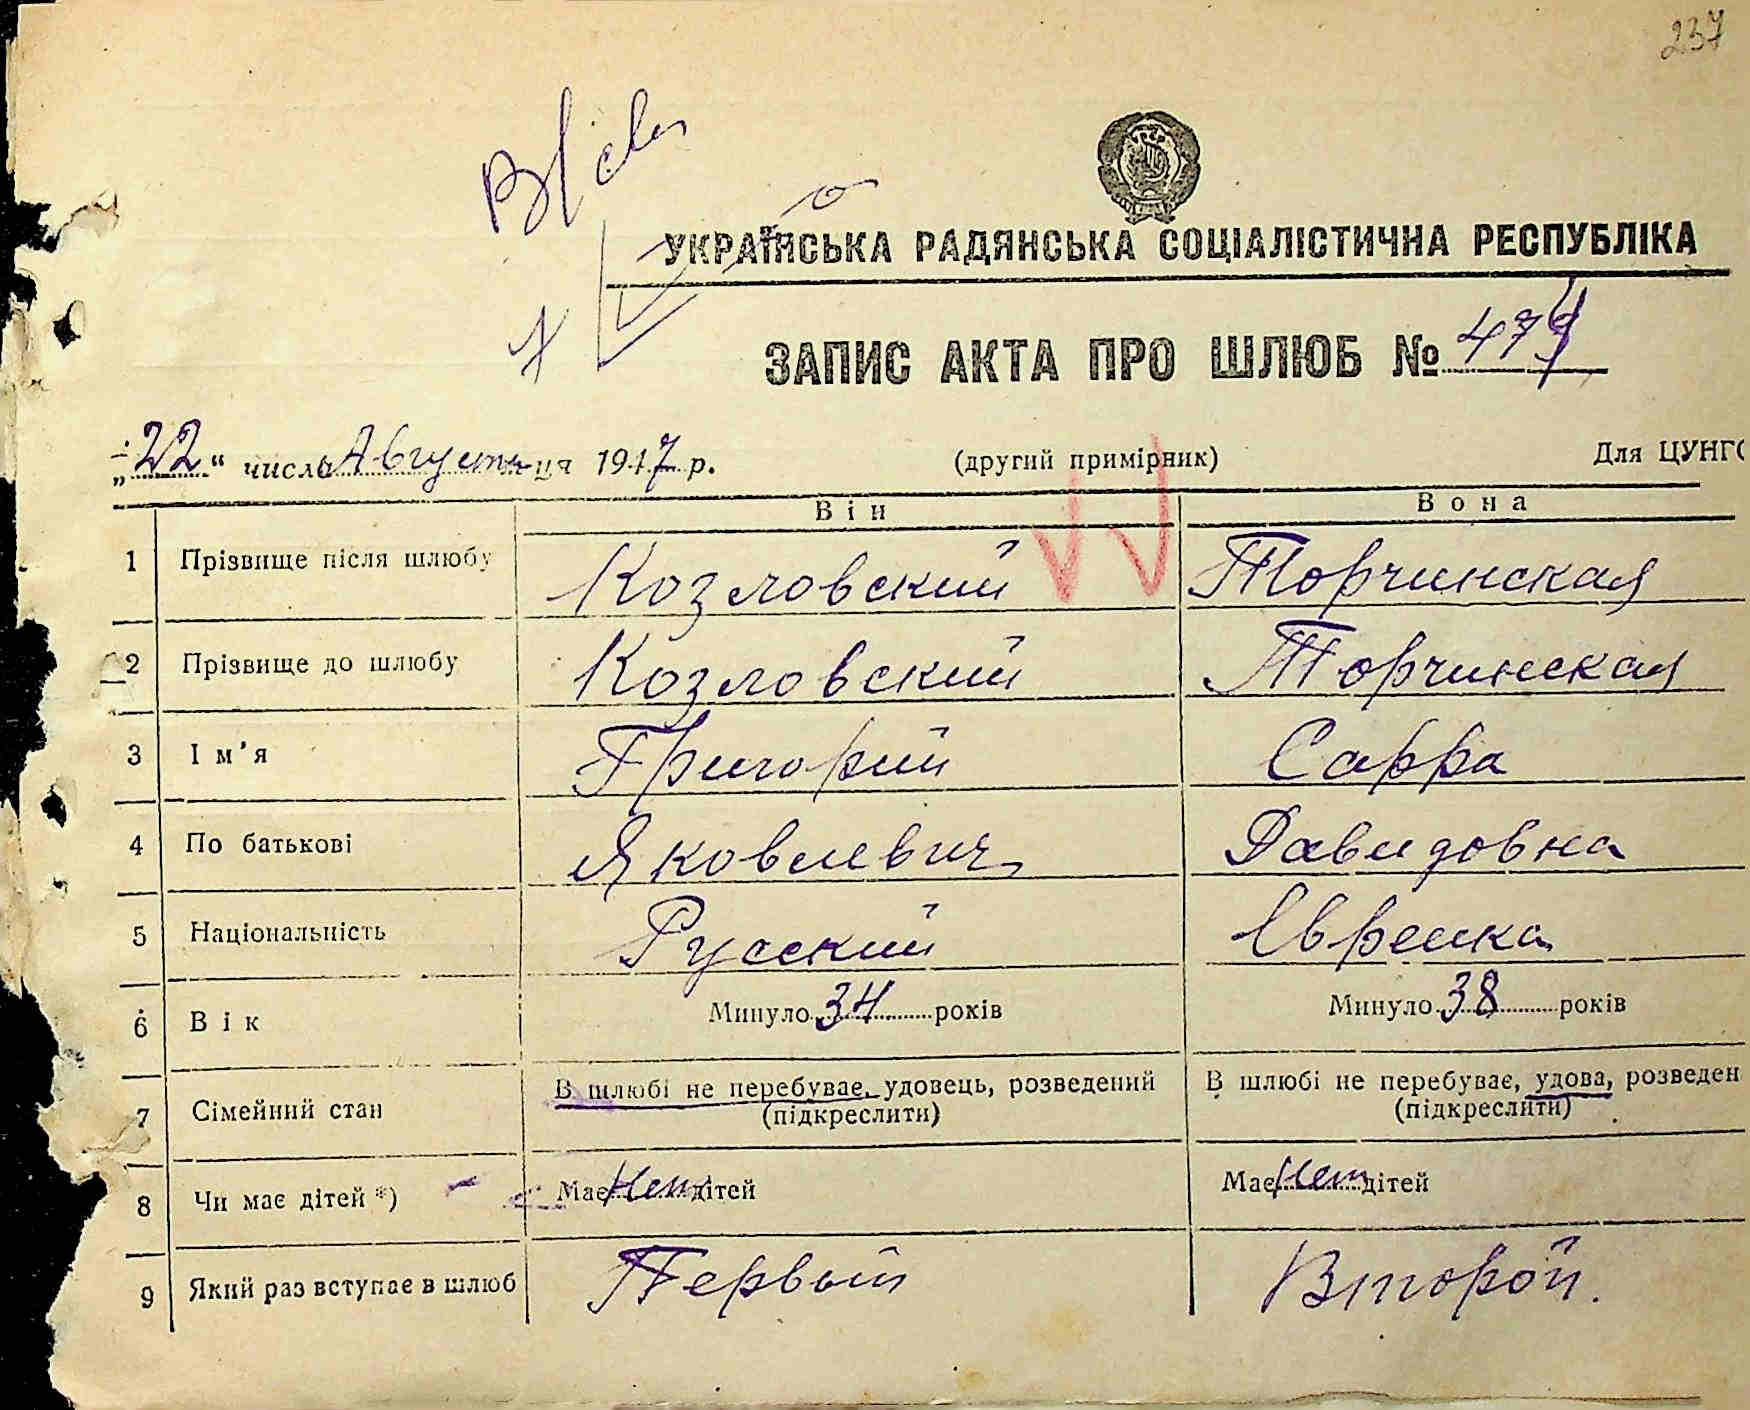 237
УКРАЇНСЬКА РАДЯНСЬКА СОЦІАЛІСТИЧНА РЕСПУБЛІКА
ЗАПИС АКТА ПРО ШЛЮБ №
„22“ числа Августа ця 1947 р. (другий примірник) Для ЦУНГО
Він Вона
1 Прізвище після шлюбу Козловский Торчинская
2 Прізвище до шлюбу Козловский Торчинская
3 Ім’я Григорий Сарра
4 По батькові Яковлевич Давидовна
5 Національність Русский Еврейка
6 Вік Минуло 34 років Минуло 38 років
7 Сімейний стан В шлюбі не перебуває, удовець, розведений В шлюбі не перебуває, удова, розведен
(підкреслити) (підкреслити)
8 Чи має дітей *) Має Нет дітей Має Нет дітей
9 Який раз вступає в шлюб Первый Второй.